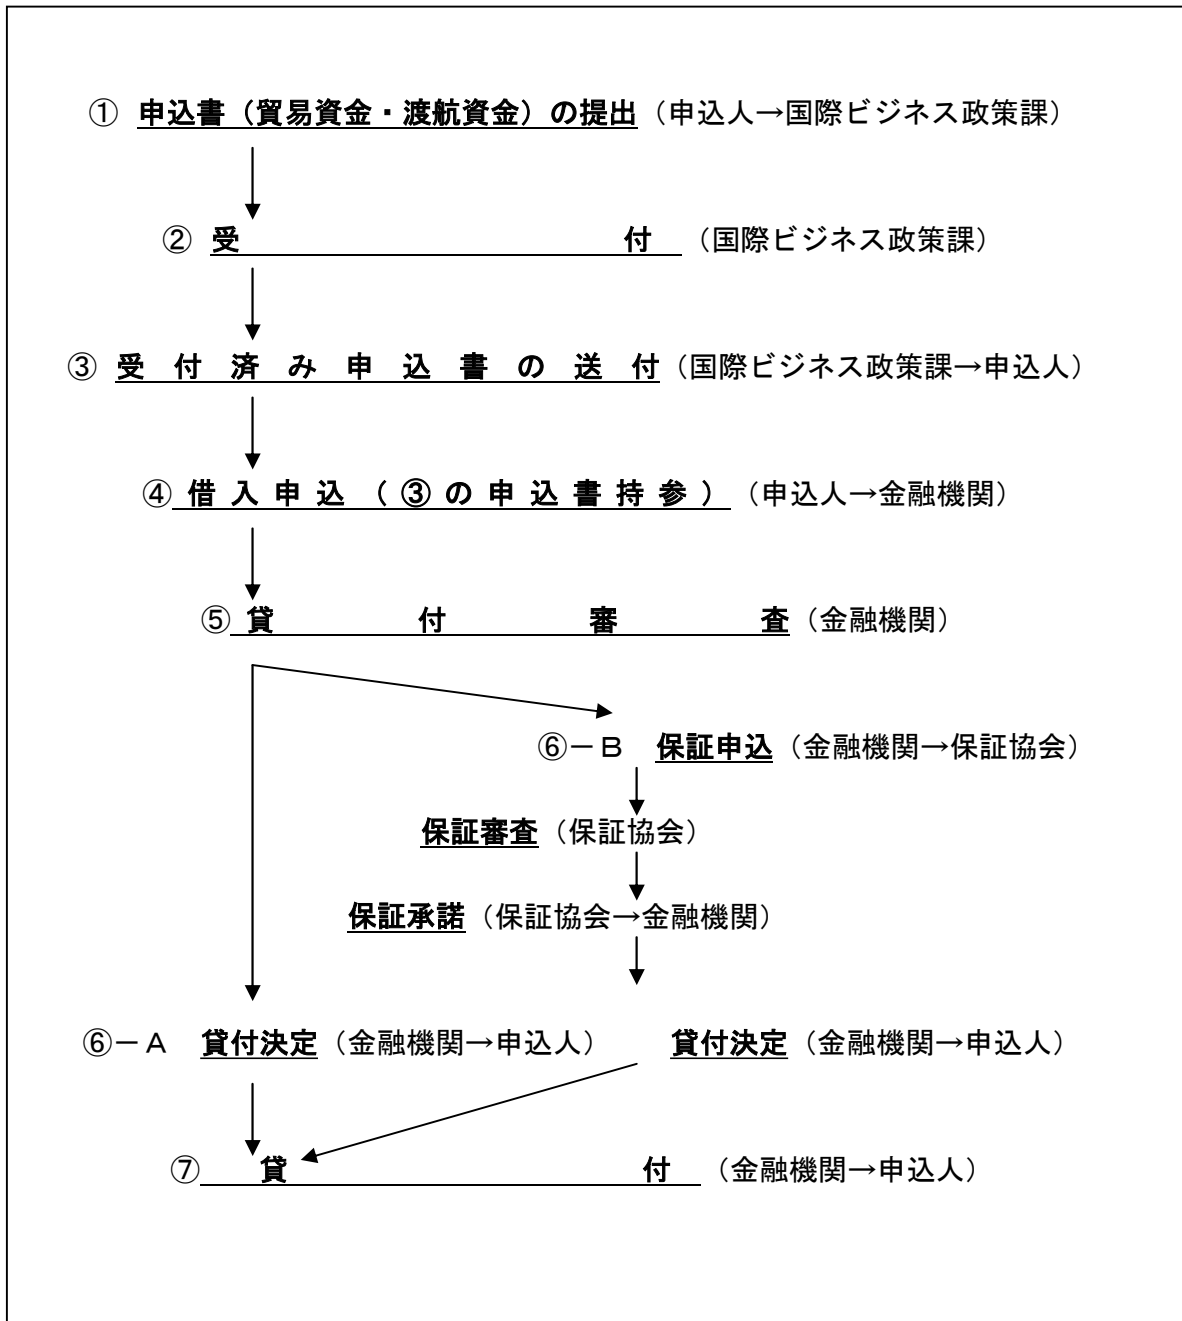 ① 申込書（貿易資金・渡航資金）の提出（申込人→国際ビジネス政策課）
② 受付（国際ビジネス政策課）
③ 受付済み申込書の送付（国際ビジネス政策課→申込人）
④ 借入申込（③の申込書持参）（申込人→金融機関）
⑤ 貸付審査（金融機関）
⑥－Ｂ 保証申込（金融機関→保証協会）
保証審査（保証協会）
保証承諾（保証協会→金融機関）
⑥－Ａ 貸付決定（金融機関→申込人） 貸付決定（金融機関→申込人）
⑦ 貸付（金融機関→申込人）